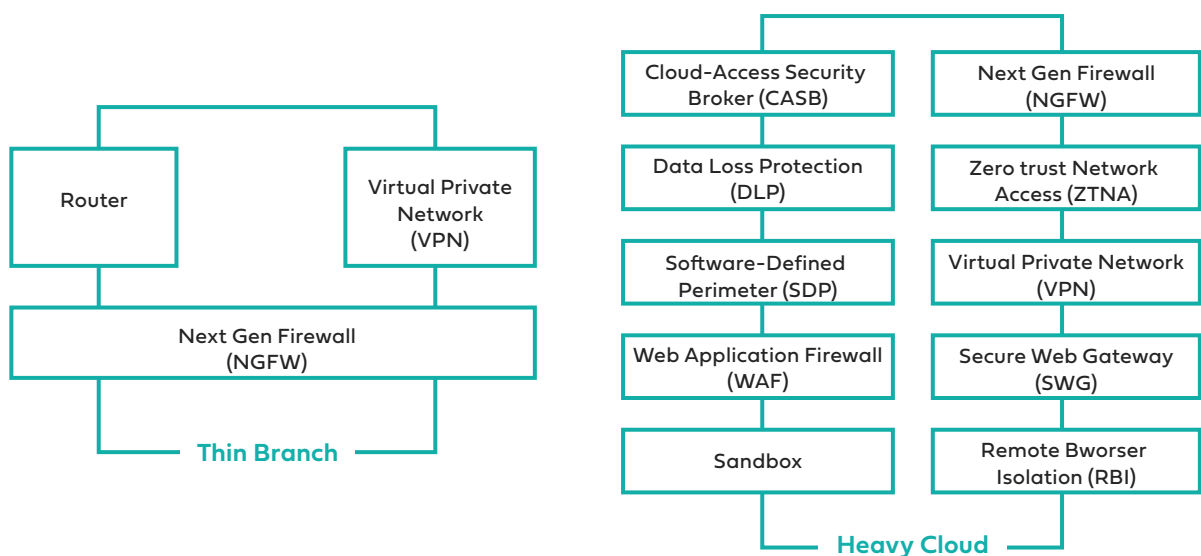 Router
Virtual Private
Network
(VPN)
Next Gen Firewall
(NGFW)
Thin Branch
Cloud-Access Security
Broker (CASB)
Data Loss Protection
(DLP)
Software-Defined
Perimeter (SDP)
Web Application Firewall
(WAF)
Sandbox
Next Gen Firewall
(NGFW)
Zero trust Network
Access (ZTNA)
Virtual Private Network
(VPN)
Secure Web Gateway
(SWG)
Remote Bworser
Isolation (RBI)
Heavy Cloud